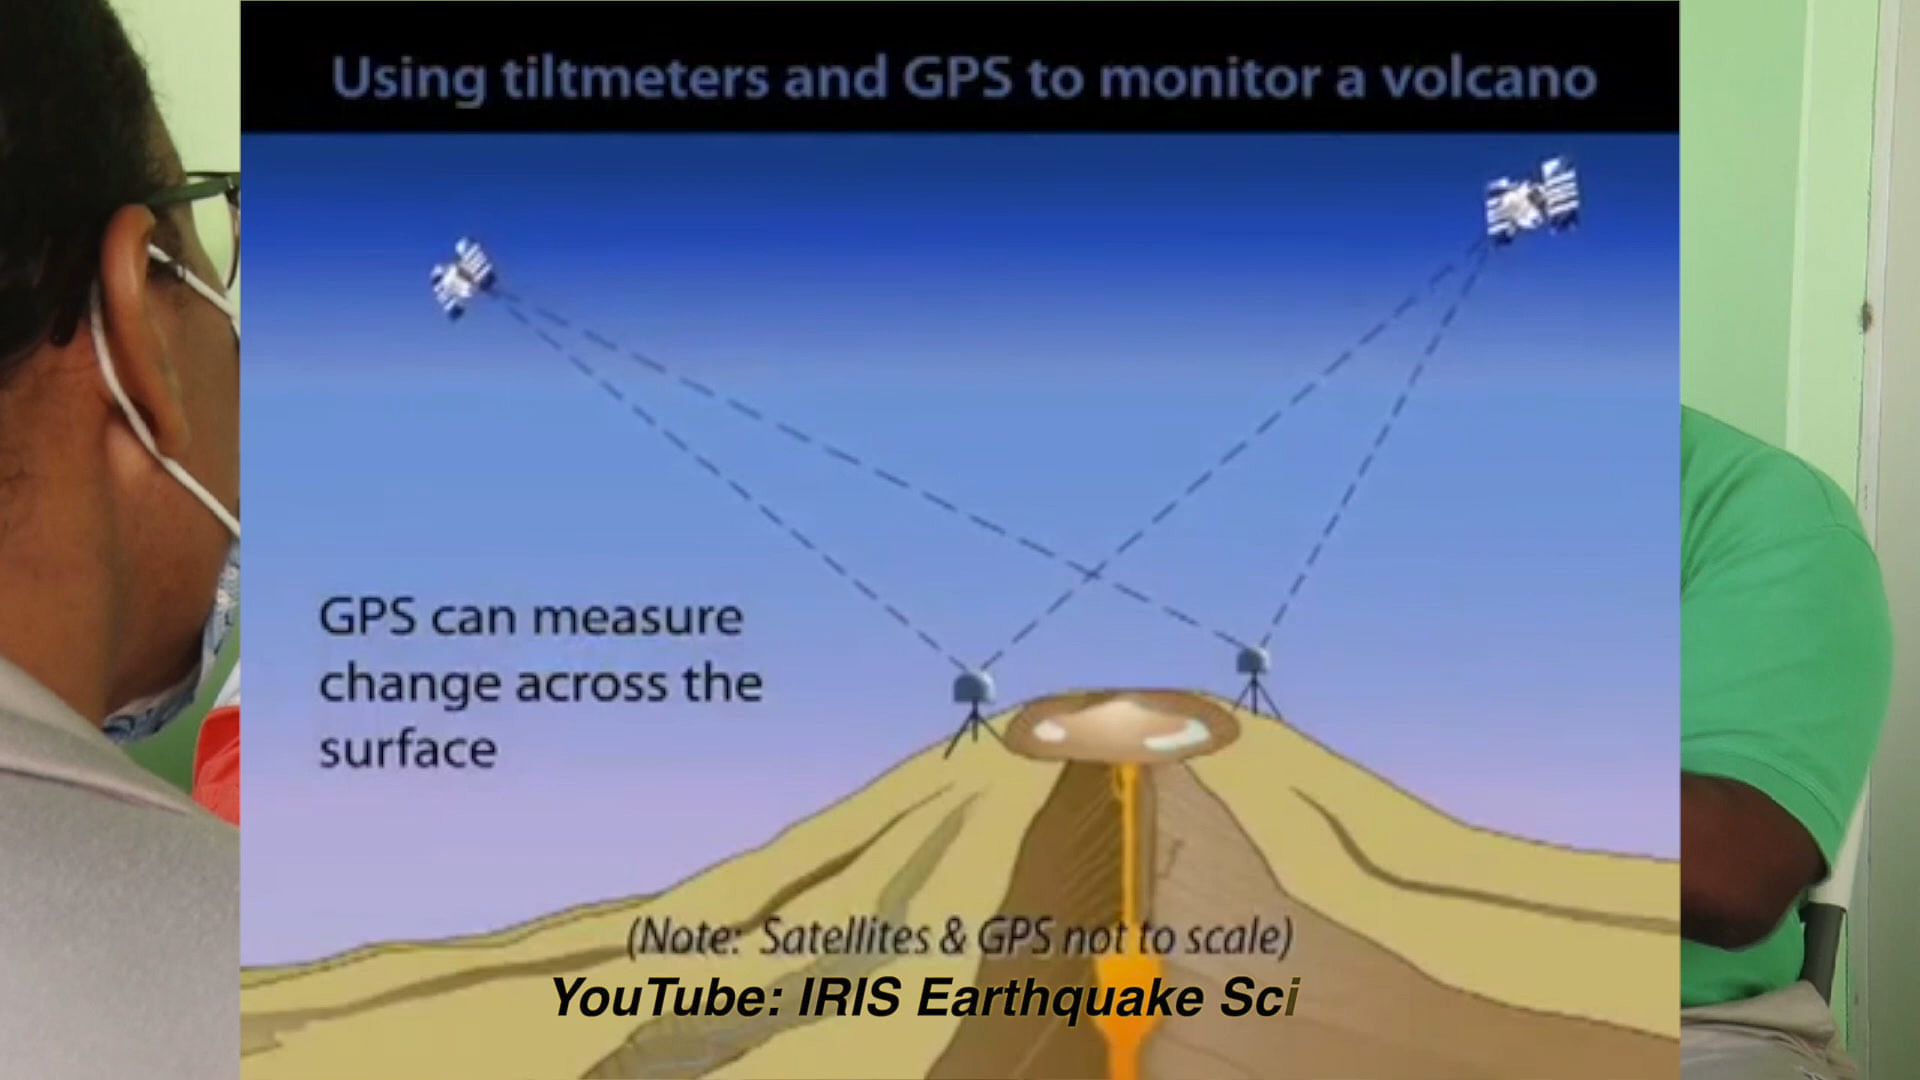 Using tiltmeters and GPS to monitor a volcano
GPS can measure
change across the
surface
(Note: Satellites & GPS not to scale)
YouTube: IRIS Earthquake Sci